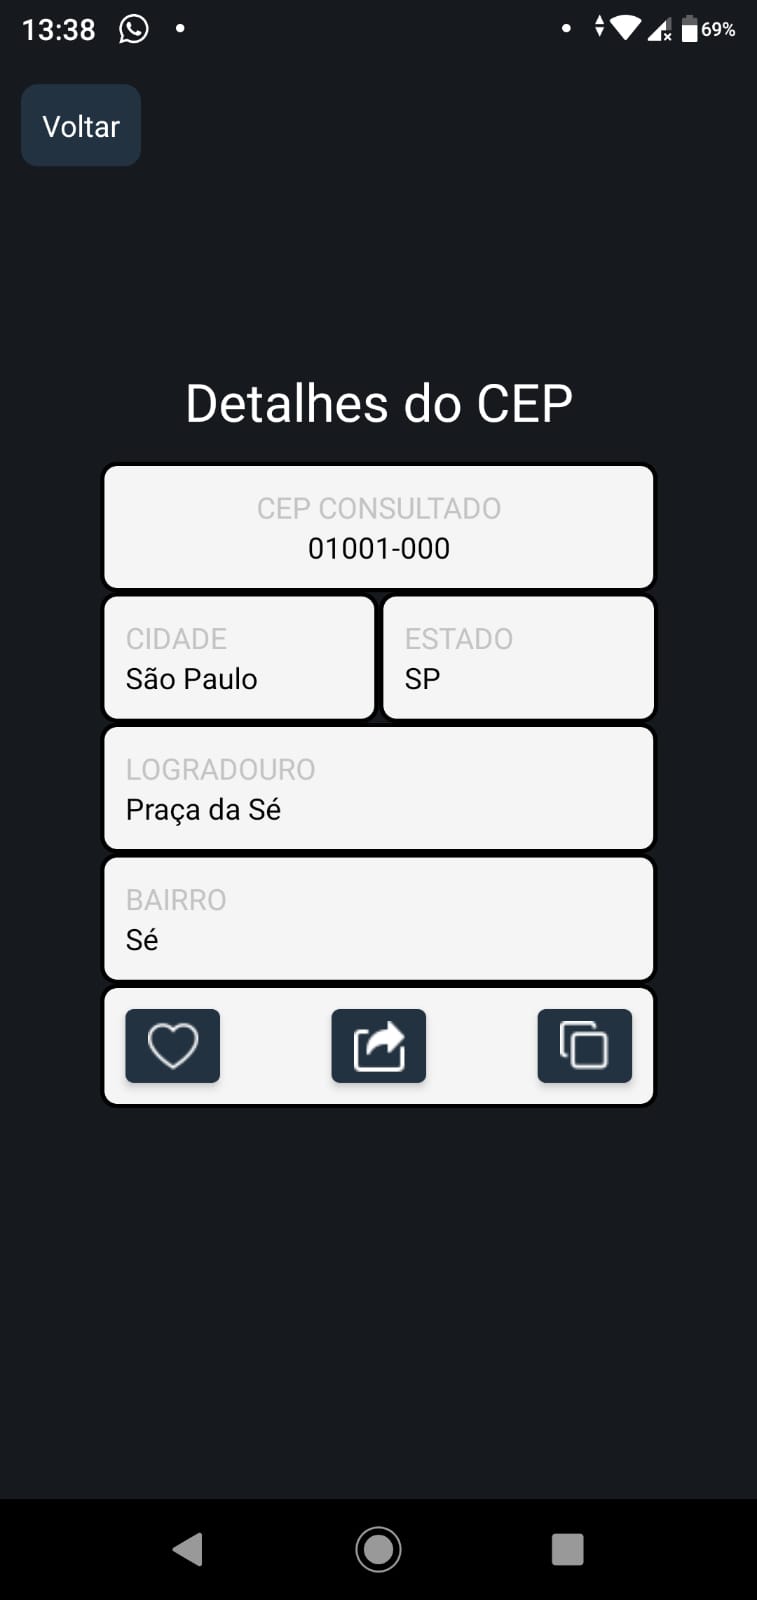 13:38
69%
Voltar
Detalhes do CEP
CEP CONSULTADO
01001-000
CIDADE
São Paulo
ESTADO
SP
LOGRADOURO
Praça da Sé
BAIRRO
Sé